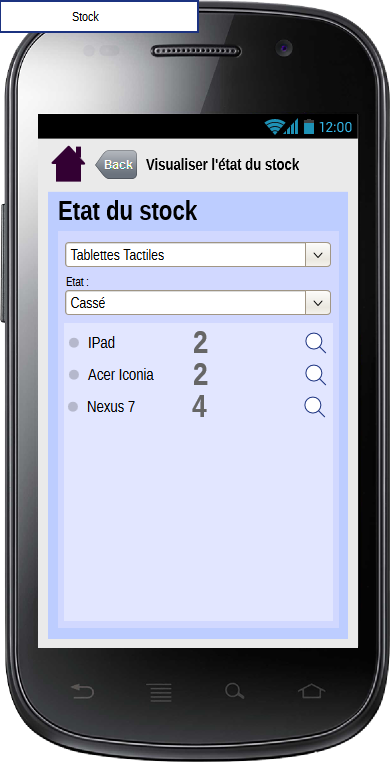 Stock
12:00
Back Visualiser l'état du stock
Etat du stock
Tablettes Tactiles
Etat :
Cassé
IPad 2
Acer Iconia 2
Nexus 7 4